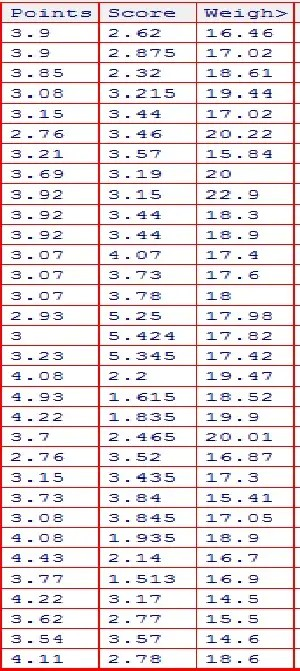 Points Score Weigh>
3.9 2.62 16.46
3.9 2.875 17.02
3.85 2.32 18.61
3.08 3.215 19.44
3.15 3.44 17.02
2.76 3.46 20.22
3.21 3.57 15.84
3.69 3.19 20
3.92 3.15 22.9
3.92 3.44 18.3
3.92 3.44 18.9
3.07 4.07 17.4
3.07 3.73 17.6
3.07 3.78 18
2.93 5.25 17.98
3 5.424 17.82
3.23 5.345 17.42
4.08 2.2 19.47
4.93 1.615 18.52
4.22 1.835 19.9
3.7 2.465 20.01
2.76 3.52 16.87
3.15 3.435 17.3
3.73 3.84 15.41
3.08 3.845 17.05
4.08 1.935 18.9
4.43 2.14 16.7
3.77 1.513 16.9
4.22 3.17 14.5
3.62 2.77 15.5
3.54 3.57 14.6
4.11 2.78 18.6